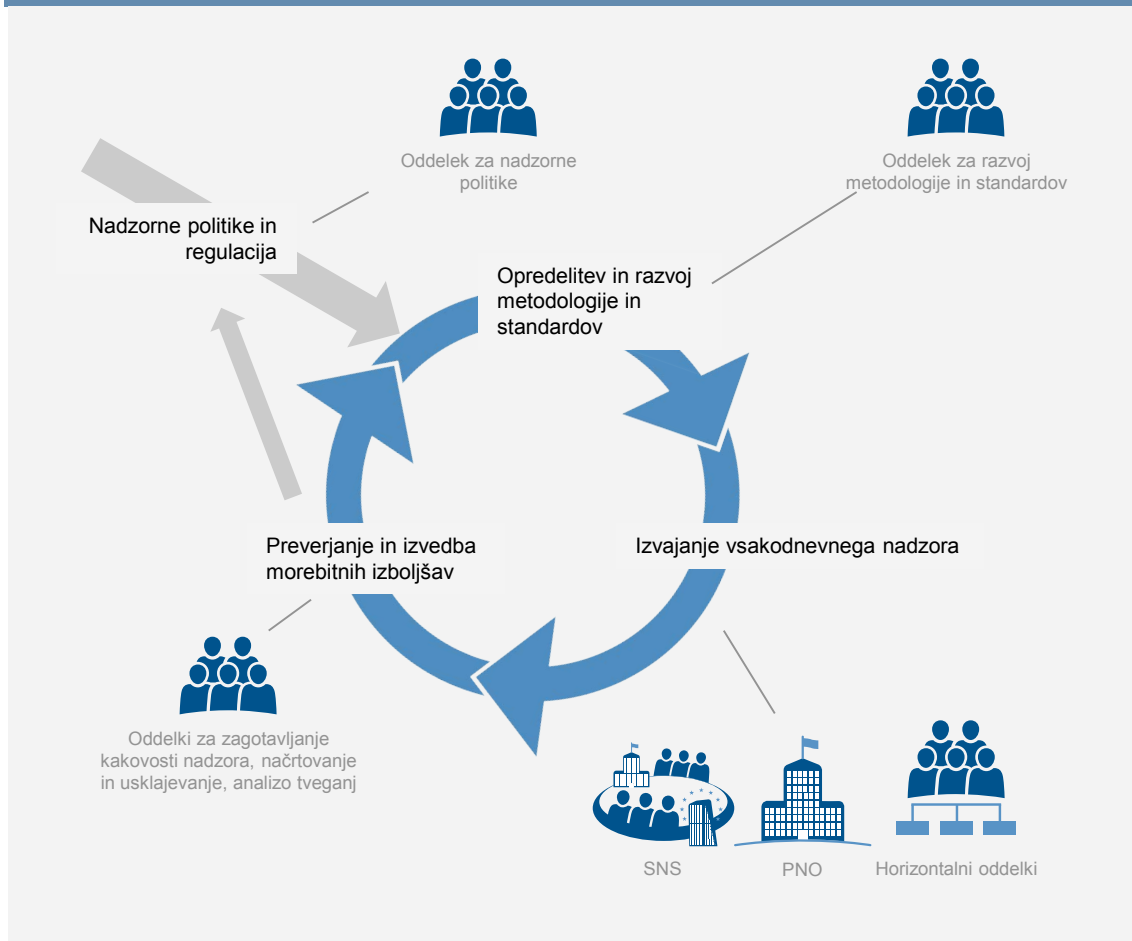 Oddelek za nadzorne
politike
Oddelek za razvoj
metodologije in standardov
Nadzorne politike in
regulacija
Opredelitev in razvoj
metodologije in
standardov
Preverjanje in izvedba
morebitnih izboljšav
Izvajanje vsakodnevnega nadzora
Oddelki za zagotavljanje
kakovosti nadzora, načrtovanje
in usklajevanje, analizo tveganj
SNS
PNO
Horizontalni oddelki